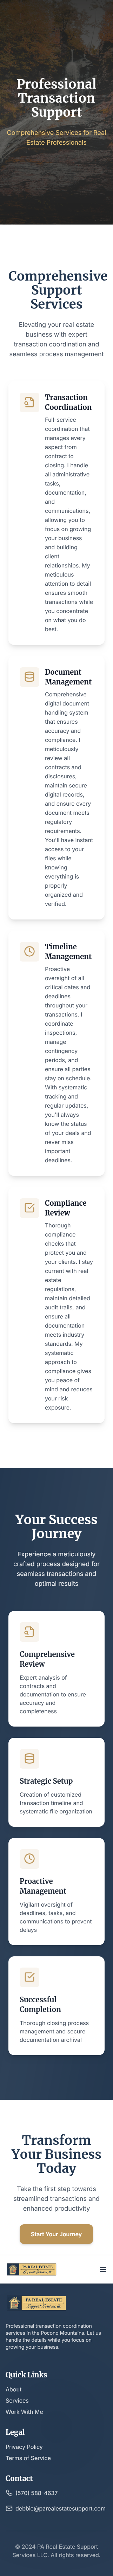 Professional
Transaction
Support
Comprehensive Services for Real
Estate Professionals
Comprehensive
Support
Services
Elevating your real estate
business with expert
transaction coordination and
seamless process management
Transaction
Coordination
Full-service
coordination that
manages every
aspect from
contract to
closing. I handle
all administrative
tasks,
documentation,
and
communications,
allowing you to
focus on growing
your business
and building
client
relationships. My
meticulous
attention to detail
ensures smooth
transactions while
you concentrate
on what you do
best.
Document
Management
Comprehensive
digital document
handling system
that ensures
accuracy and
compliance. I
meticulously
review all
contracts and
disclosures,
maintain secure
digital records,
and ensure every
document meets
regulatory
requirements.
You'll have instant
access to your
files while
knowing
everything is
properly
organized and
verified.
Timeline
Management
Proactive
oversight of all
critical dates and
deadlines
throughout your
transactions. I
coordinate
inspections,
manage
contingency
periods, and
ensure all parties
stay on schedule.
With systematic
tracking and
regular updates,
you'll always
know the status
of your deals and
never miss
important
deadlines.
Compliance
Review
Thorough
compliance
checks that
protect you and
your clients. I stay
current with real
estate
regulations,
maintain detailed
audit trails, and
ensure all
documentation
meets industry
standards. My
systematic
approach to
compliance gives
you peace of
mind and reduces
your risk
exposure.
Your Success
Journey
Experience a meticulously
crafted process designed for
seamless transactions and
optimal results
Comprehensive
Review
Expert analysis of
contracts and
documentation to ensure
accuracy and
completeness
Strategic Setup
Creation of customized
transaction timeline and
systematic file organization
Proactive
Management
Vigilant oversight of
deadlines, tasks, and
communications to prevent
delays
Successful
Completion
Thorough closing process
management and secure
documentation archival
Transform
Your Business
Today
Take the first step towards
streamlined transactions and
enhanced productivity
Start Your Journey
PA REAL ESTATE
Support Services LLC
PA REAL ESTATE
Support Services LLC
Professional transaction coordination
services in the Pocono Mountains. Let us
handle the details while you focus on
growing your business.
Quick Links
About
Services
Work With Me
Legal
Privacy Policy
Terms of Service
Contact
(570) 588-4637
debbie@parealestatesupport.com
© 2024 PA Real Estate Support
Services LLC. All rights reserved.